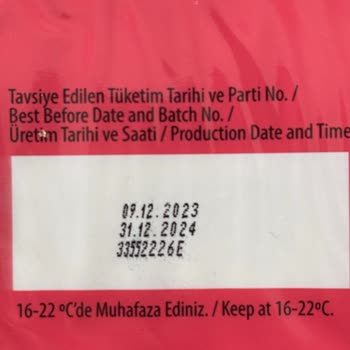 Tavsiye Edilen Tüketim Tarihi ve Parti No. /
Best Before Date and Batch No. /
Üretim Tarihi ve Saati / Production Date and Time
09.12.2023
31.12.2024
33552226E
16-22 ºC'de Muhafaza Ediniz. / Keep at 16-22ºC.